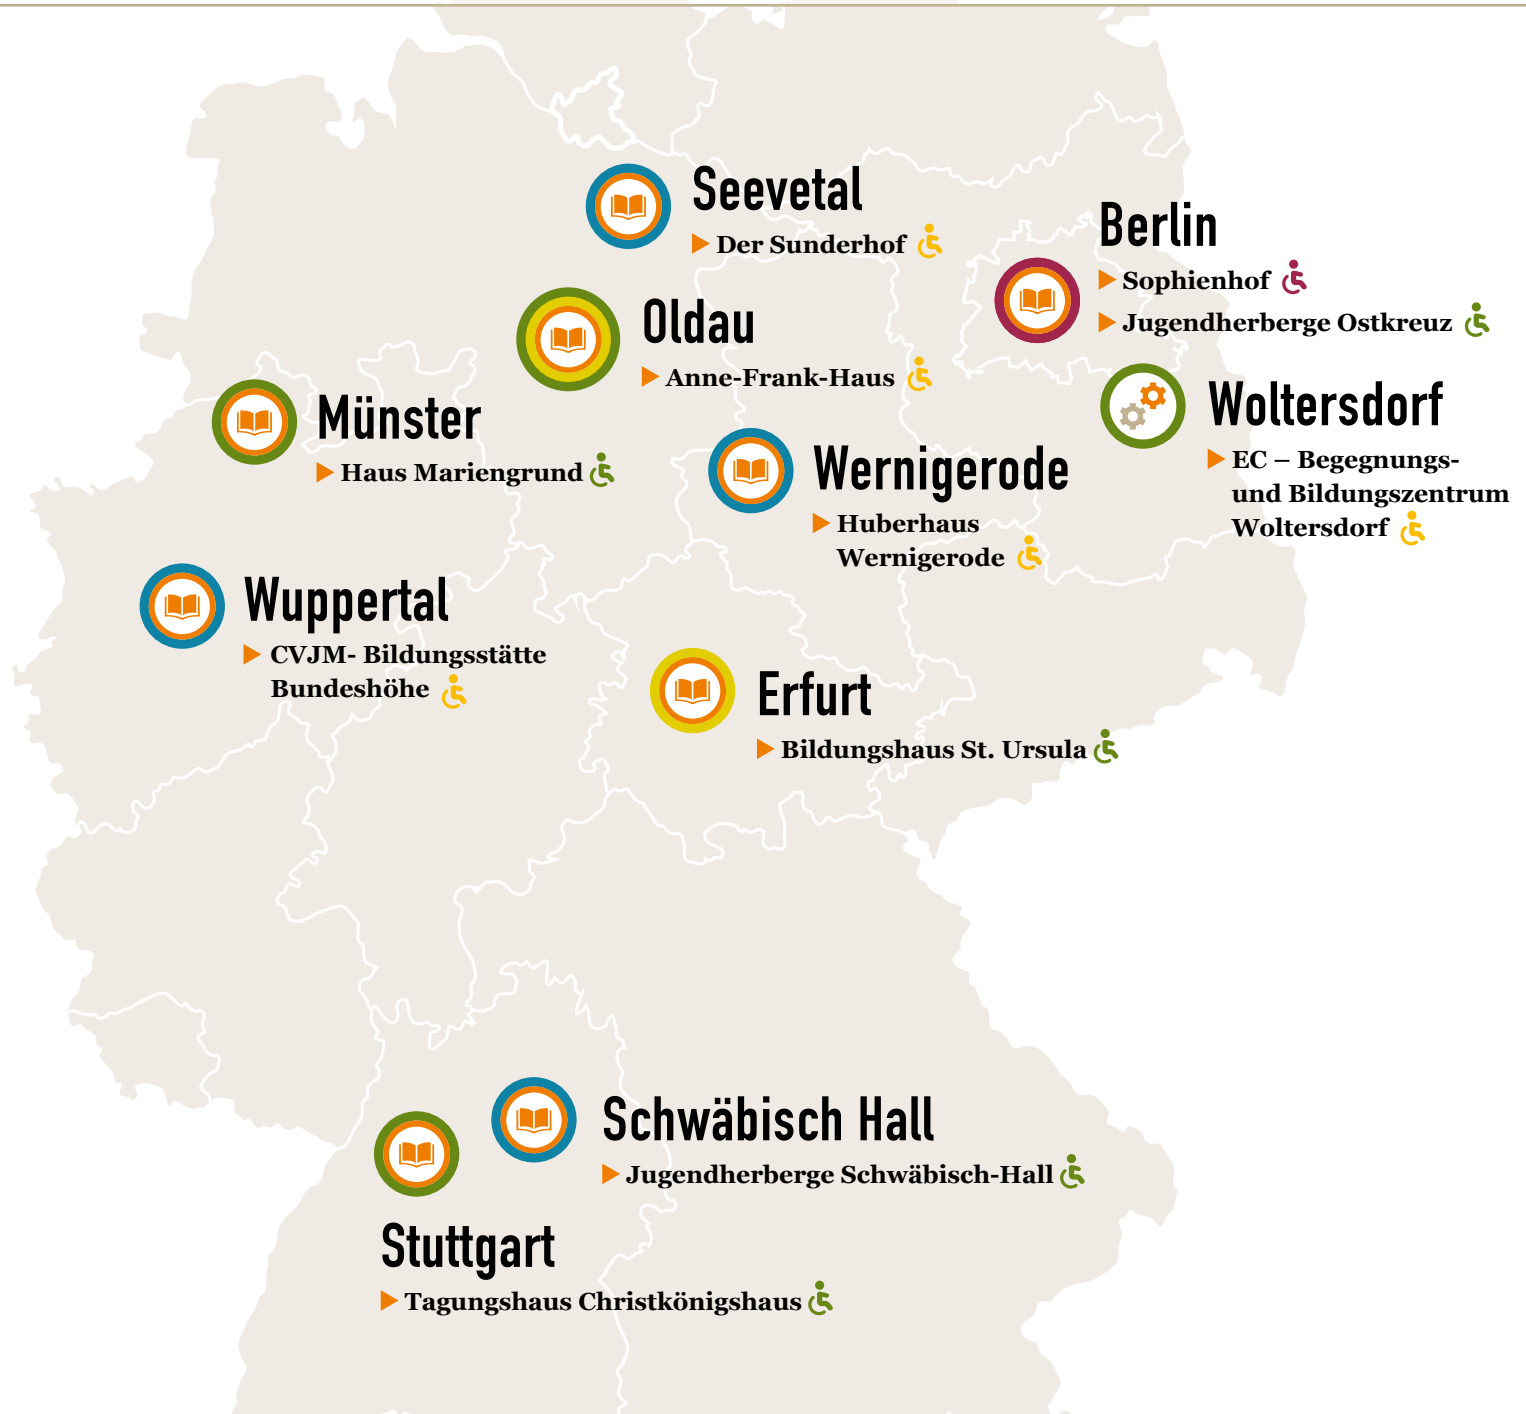 Seevetal
Der Sunderhof
Berlin
Sophienhof
Jugendherberge Ostkreuz
Oldau
Anne-Frank-Haus
Münster
Haus Mariengrund
Woltersdorf
EC – Begegnungs-
und Bildungszentrum
Woltersdorf
Wernigerode
Huberhaus
Wernigerode
Wuppertal
CVJM- Bildungsstätte
Bundeshöhe
Erfurt
Bildungshaus St. Ursula
Schwäbisch Hall
Jugendherberge Schwäbisch-Hall
Stuttgart
Tagungshaus Christkönigshaus